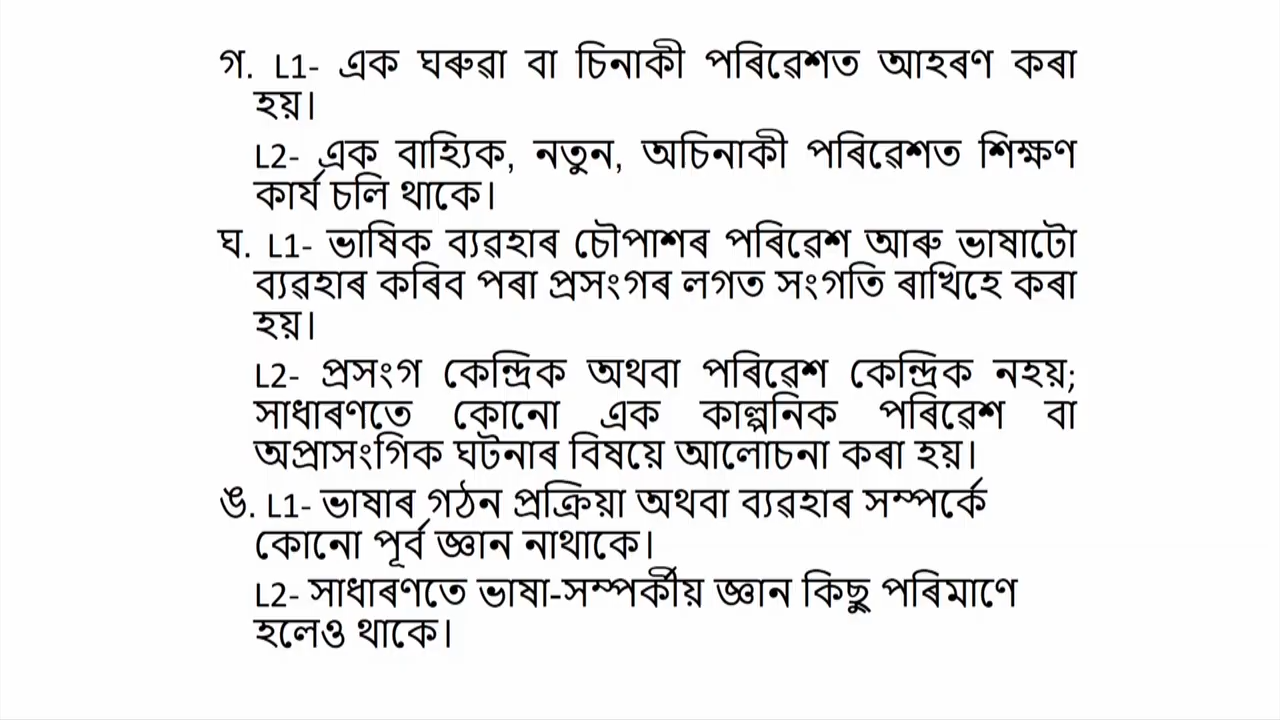 গ. L1- এক ঘৰুৱা বা চিনাকী পৰিৱেশত আহৰণ কৰা
হয়।
L2- এক বাহ্যিক, নতুন, অচিনাকী পৰিৱেশত শিক্ষণ
কাৰ্য চলি থাকে।
ঘ. L1- ভাষিক ব্যৱহাৰ চৌপাশৰ পৰিৱেশ আৰু ভাষাটো
ব্যৱহাৰ কৰিব পৰা প্ৰসংগৰ লগত সংগতি ৰাখিহে কৰা
হয়।
L2- প্ৰসংগ কেন্দ্ৰিক অথবা পৰিৱেশ কেন্দ্ৰিক নহয়;
সাধাৰণতে কোনো এক কাল্পনিক পৰিৱেশ বা
অপ্ৰাসংগিক ঘটনাৰ বিষয়ে আলোচনা কৰা হয়।
ঙ. L1- ভাষাৰ গঠন প্ৰক্ৰিয়া অথবা ব্যৱহাৰ সম্পৰ্কে
কোনো পূৰ্ব জ্ঞান নাথাকে।
L2- সাধাৰণতে ভাষা-সম্পৰ্কীয় জ্ঞান কিছু পৰিমাণে
হলেও থাকে।